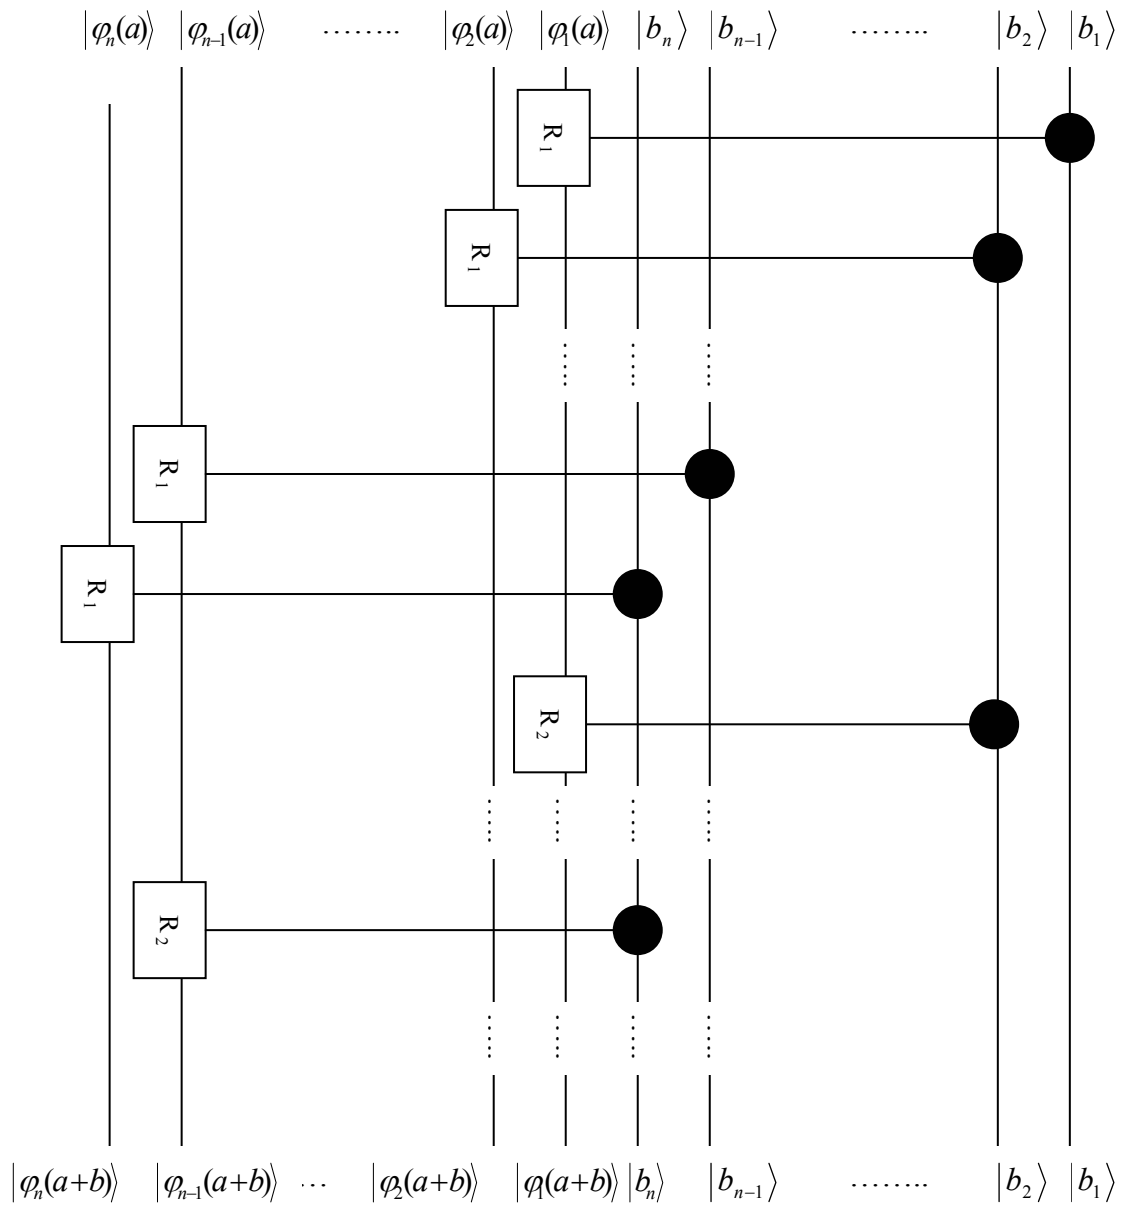 |φₙ(a)⟩ |φₙ₋₁(a)⟩ ........ |φ₂(a)⟩ |φ₁(a)⟩ |bₙ⟩ |bₙ₋₁⟩ ........ |b₂⟩ |b₁⟩
R₁
R₁
R₁
R₁
R₂
R₂
|φₙ(a+b)⟩ |φₙ₋₁(a+b)⟩ ... |φ₂(a+b)⟩ |φ₁(a+b)⟩ |bₙ⟩ |bₙ₋₁⟩ ........ |b₂⟩ |b₁⟩